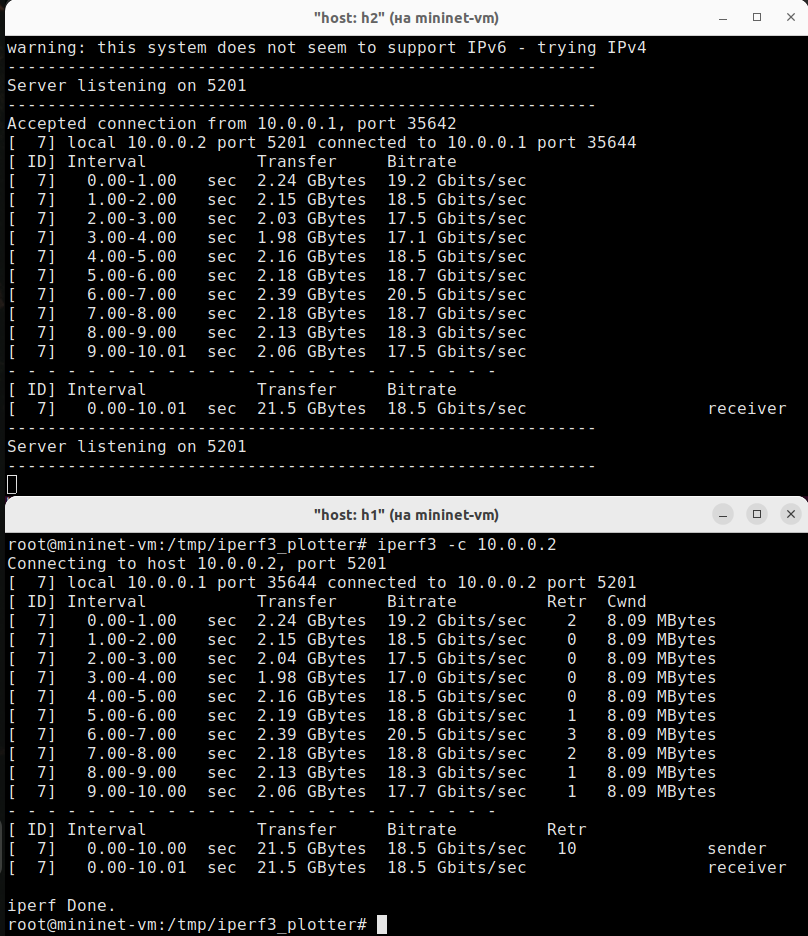 "host: h2" (на mininet-vm)
warning: this system does not seem to support IPv6 - trying IPv4
-----------------------------------------------------------
Server listening on 5201
-----------------------------------------------------------
Accepted connection from 10.0.0.1, port 35642
[  7] local 10.0.0.2 port 5201 connected to 10.0.0.1 port 35644
[ ID] Interval           Transfer     Bitrate
[  7]   0.00-1.00   sec  2.24 GBytes  19.2 Gbits/sec
[  7]   1.00-2.00   sec  2.15 GBytes  18.5 Gbits/sec
[  7]   2.00-3.00   sec  2.03 GBytes  17.5 Gbits/sec
[  7]   3.00-4.00   sec  1.98 GBytes  17.1 Gbits/sec
[  7]   4.00-5.00   sec  2.16 GBytes  18.5 Gbits/sec
[  7]   5.00-6.00   sec  2.18 GBytes  18.7 Gbits/sec
[  7]   6.00-7.00   sec  2.39 GBytes  20.5 Gbits/sec
[  7]   7.00-8.00   sec  2.18 GBytes  18.7 Gbits/sec
[  7]   8.00-9.00   sec  2.13 GBytes  18.3 Gbits/sec
[  7]   9.00-10.01  sec  2.06 GBytes  17.5 Gbits/sec
- - - - - - - - - - - - - - - - - - - - - - - - -
[ ID] Interval           Transfer     Bitrate
[  7]   0.00-10.01  sec  21.5 GBytes  18.5 Gbits/sec                  receiver
-----------------------------------------------------------
Server listening on 5201
-----------------------------------------------------------
"host: h1" (на mininet-vm)
root@mininet-vm:/tmp/iperf3_plotter# iperf3 -c 10.0.0.2
Connecting to host 10.0.0.2, port 5201
[  7] local 10.0.0.1 port 35644 connected to 10.0.0.2 port 5201
[ ID] Interval           Transfer     Bitrate         Retr  Cwnd
[  7]   0.00-1.00   sec  2.24 GBytes  19.2 Gbits/sec    2   8.09 MBytes
[  7]   1.00-2.00   sec  2.15 GBytes  18.5 Gbits/sec    0   8.09 MBytes
[  7]   2.00-3.00   sec  2.04 GBytes  17.5 Gbits/sec    0   8.09 MBytes
[  7]   3.00-4.00   sec  1.98 GBytes  17.0 Gbits/sec    0   8.09 MBytes
[  7]   4.00-5.00   sec  2.16 GBytes  18.5 Gbits/sec    0   8.09 MBytes
[  7]   5.00-6.00   sec  2.19 GBytes  18.8 Gbits/sec    1   8.09 MBytes
[  7]   6.00-7.00   sec  2.39 GBytes  20.5 Gbits/sec    3   8.09 MBytes
[  7]   7.00-8.00   sec  2.18 GBytes  18.8 Gbits/sec    2   8.09 MBytes
[  7]   8.00-9.00   sec  2.13 GBytes  18.3 Gbits/sec    1   8.09 MBytes
[  7]   9.00-10.00  sec  2.06 GBytes  17.7 Gbits/sec    1   8.09 MBytes
- - - - - - - - - - - - - - - - - - - - - - - - -
[ ID] Interval           Transfer     Bitrate         Retr
[  7]   0.00-10.00  sec  21.5 GBytes  18.5 Gbits/sec   10             sender
[  7]   0.00-10.01  sec  21.5 GBytes  18.5 Gbits/sec                  receiver
iperf Done.
root@mininet-vm:/tmp/iperf3_plotter#